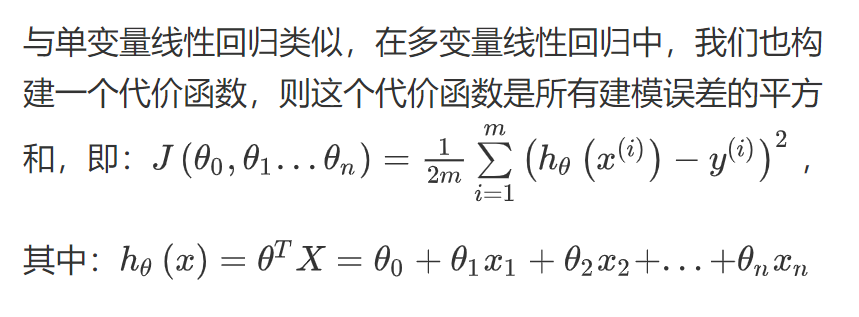 与单变量线性回归类似，在多变量线性回归中，我们也构
建一个代价函数，则这个代价函数是所有建模误差的平方
和，即：$J\left(\theta_0,\theta_1...\theta_n\right)=\frac{1}{2m}\sum_{i=1}^{m}\left(h_\theta\left(x^{(i)}\right)-y^{(i)}\right)^2$，
其中：$h_\theta\left(x\right)=\theta^T X=\theta_0+\theta_1x_1+\theta_2x_2+...+\theta_nx_n$